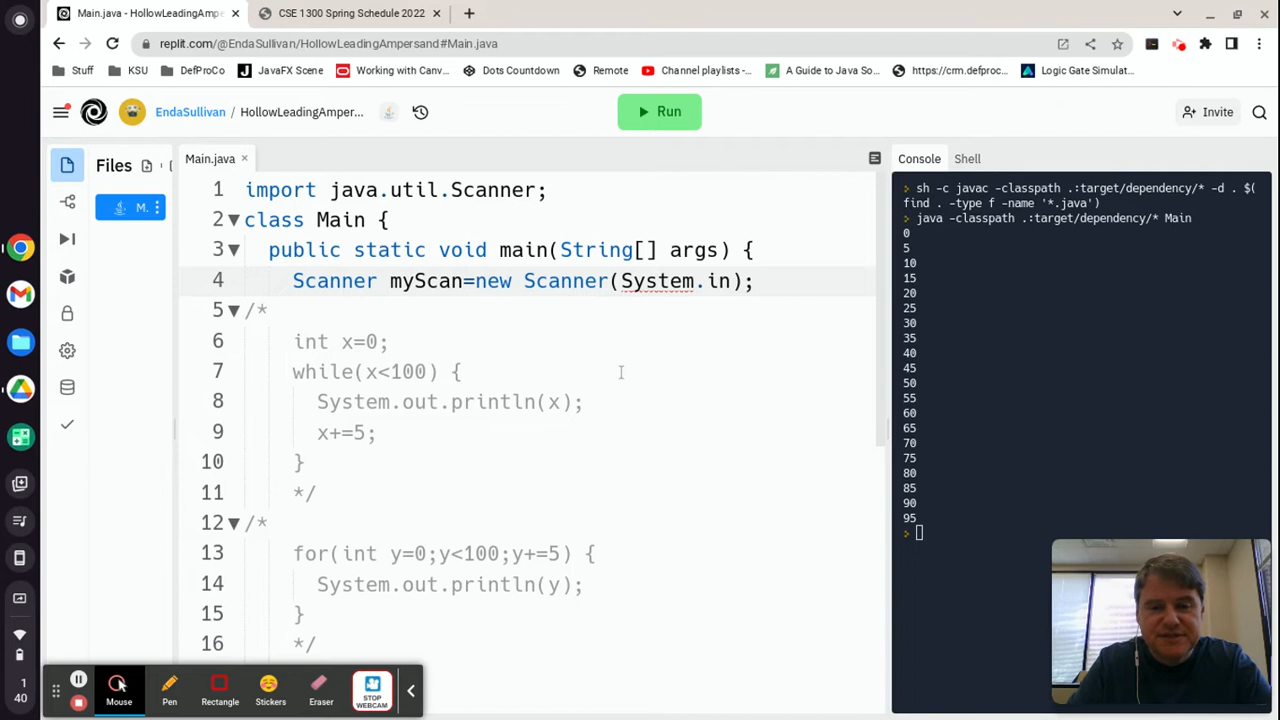 Main.java - HollowLeadingAmpe
CSE 1300 Spring Schedule 2022
replit.com/@EndaSullivan/HollowLeadingAmpersand#Main.java
Stuff
KSU
DefProCo
JavaFX Scene
Working with Canv...
Dots Countdown
Remote
Channel playlists -...
A Guide to Java So...
https://crm.defproc...
Logic Gate Simulat...
EndaSullivan / HollowLeadingAmper...
Run
Invite
Files
M.
Main.java
1 import java.util.Scanner;
2 class Main {
3 public static void main(String[] args) {
4 Scanner myScan=new Scanner(System.in);
5 /*
6 int x=0;
7 while(x<100) {
8 System.out.println(x);
9 x+=5;
10 }
11 */
12 /*
13 for(int y=0;y<100;y+=5) {
14 System.out.println(y);
15 }
16 */
Console
Shell
> sh -c javac -classpath .:target/dependency/* -d . $(
find . -type f -name '*.java')
> java -classpath .:target/dependency/* Main
0
5
10
15
20
25
30
35
40
45
50
55
60
65
70
75
80
85
90
95
>
1
40
Mouse
Pen
Rectangle
Stickers
Eraser
STOP
WEBCAM